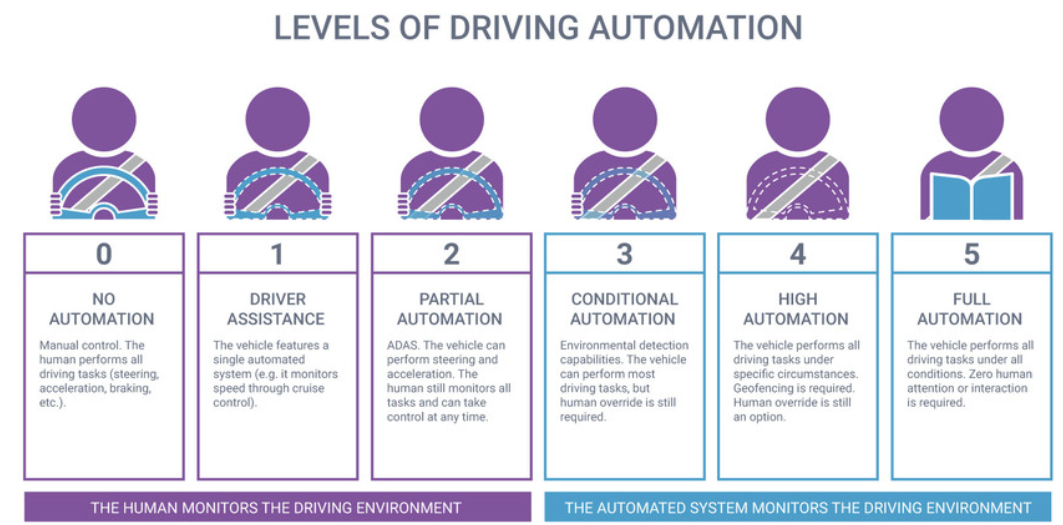 LEVELS OF DRIVING AUTOMATION
0
NO
AUTOMATION
Manual control. The
human performs all
driving tasks (steering,
acceleration, braking,
etc.).
1
DRIVER
ASSISTANCE
The vehicle features a
single automated
system (e.g. it monitors
speed through cruise
control).
2
PARTIAL
AUTOMATION
ADAS. The vehicle can
perform steering and
acceleration. The
human still monitors all
tasks and can take
control at any time.
3
CONDITIONAL
AUTOMATION
Environmental detection
capabilities. The vehicle
can perform most
driving tasks, but
human override is still
required.
4
HIGH
AUTOMATION
The vehicle performs all
driving tasks under
specific circumstances.
Geofencing is required.
Human override is still
an option.
5
FULL
AUTOMATION
The vehicle performs all
driving tasks under all
conditions. Zero human
attention or interaction
is required.
THE HUMAN MONITORS THE DRIVING ENVIRONMENT
THE AUTOMATED SYSTEM MONITORS THE DRIVING ENVIRONMENT